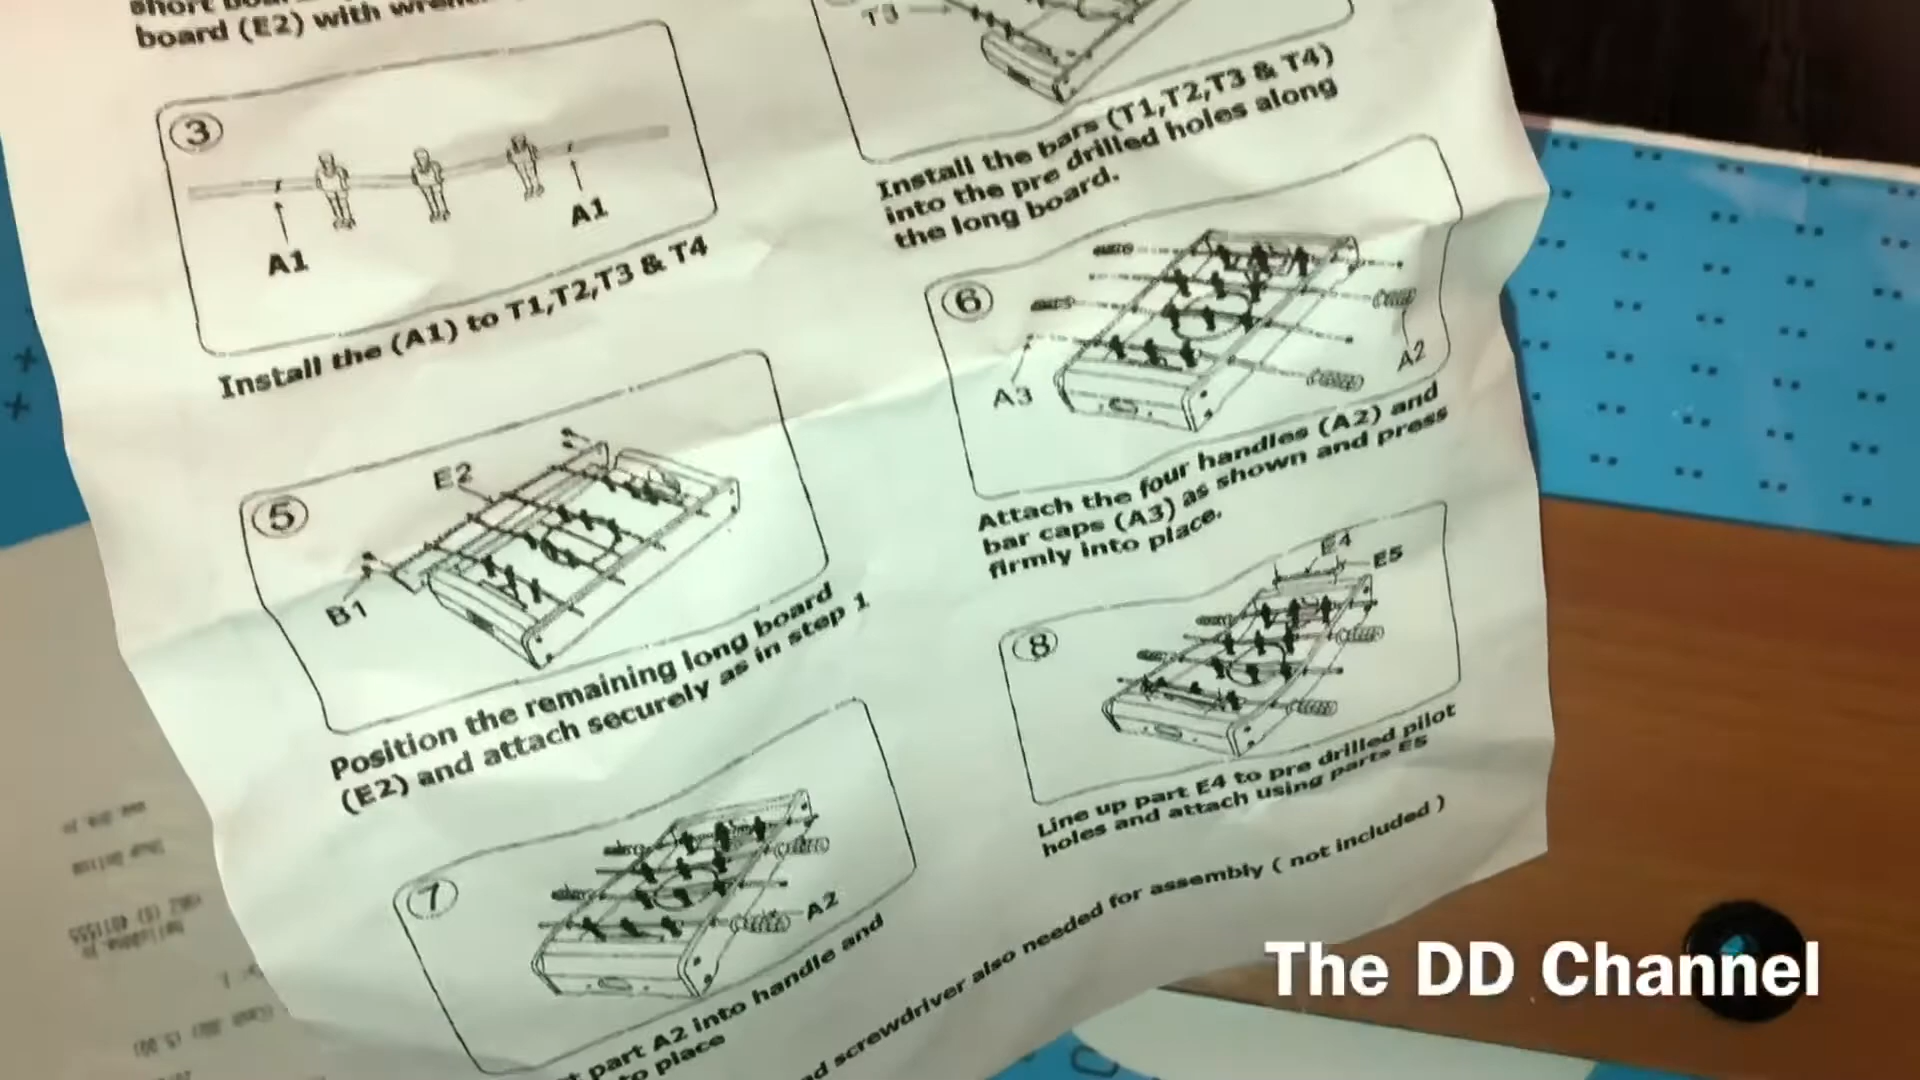 board (E2) with
3
A1
A1
Install the (A1) to T1,T2,T3 & T4
T3
Install the bars (T1,T2,T3 & T4)
into the pre drilled holes along
the long board.
5
E2
B1
Position the remaining long board
(E2) and attach securely as in step 1
6
A3
A2
Attach the four handles (A2) and
bar caps (A3) as shown and press
firmly into place.
7
A2
part A2 into handle and
place
8
E4
E5
Line up part E4 to pre drilled pilot
holes and attach using parts E5
screwdriver also needed for assembly ( not included )
The DD Channel